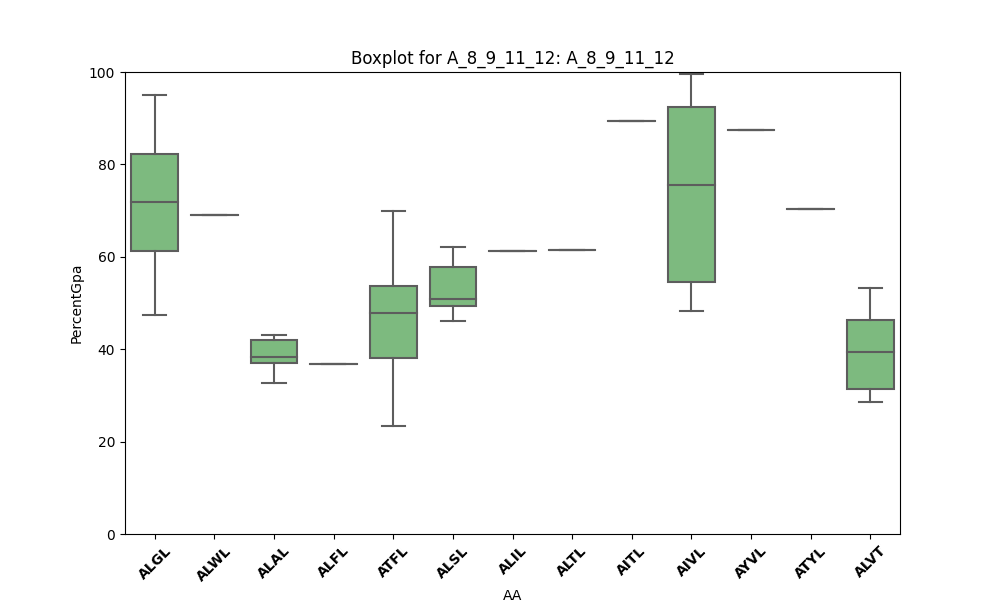 Boxplot for A_8_9_11_12: A_8_9_11_12
100
80
60
40
20
0
PercentGpa
ALGL
ALWL
ALAL
ALFL
ATFL
ALSL
ALIL
ALTL
AITL
AIVL
AYVL
ATYL
ALVT
AA